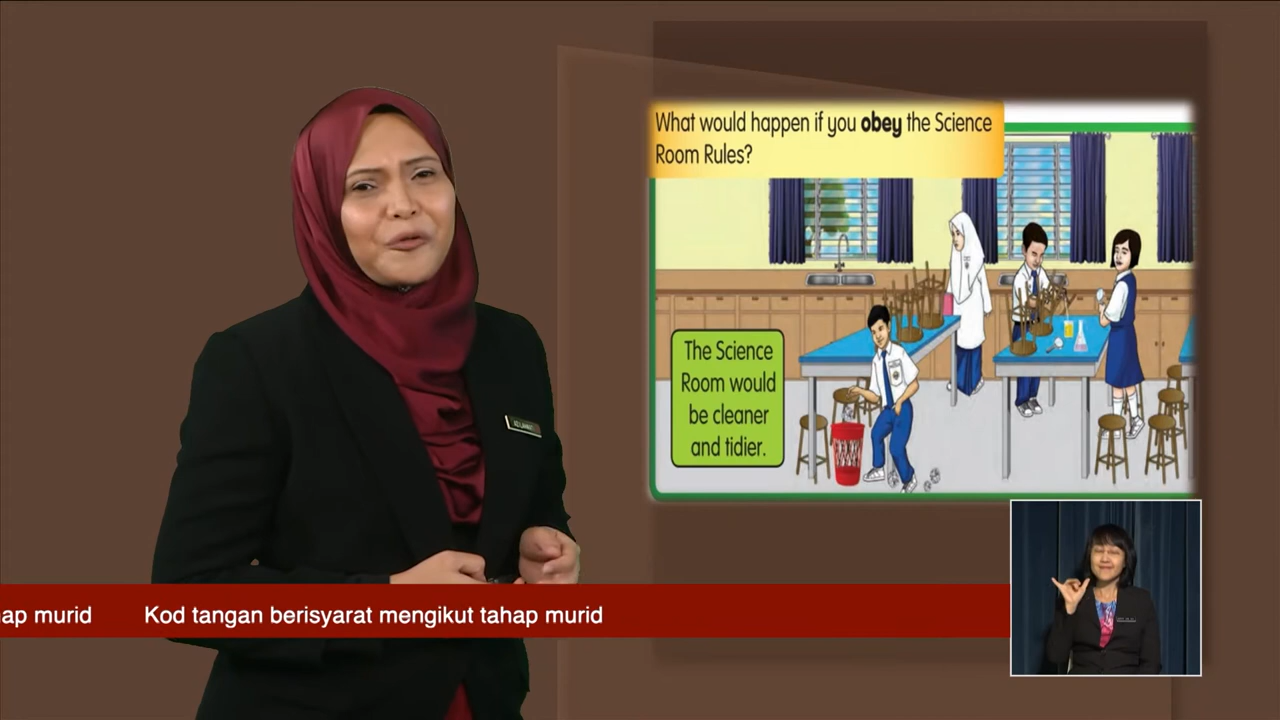 What would happen if you obey the Science
Room Rules?
The Science
Room would
be cleaner
and tidier.
ap murid Kod tangan berisyarat mengikut tahap murid